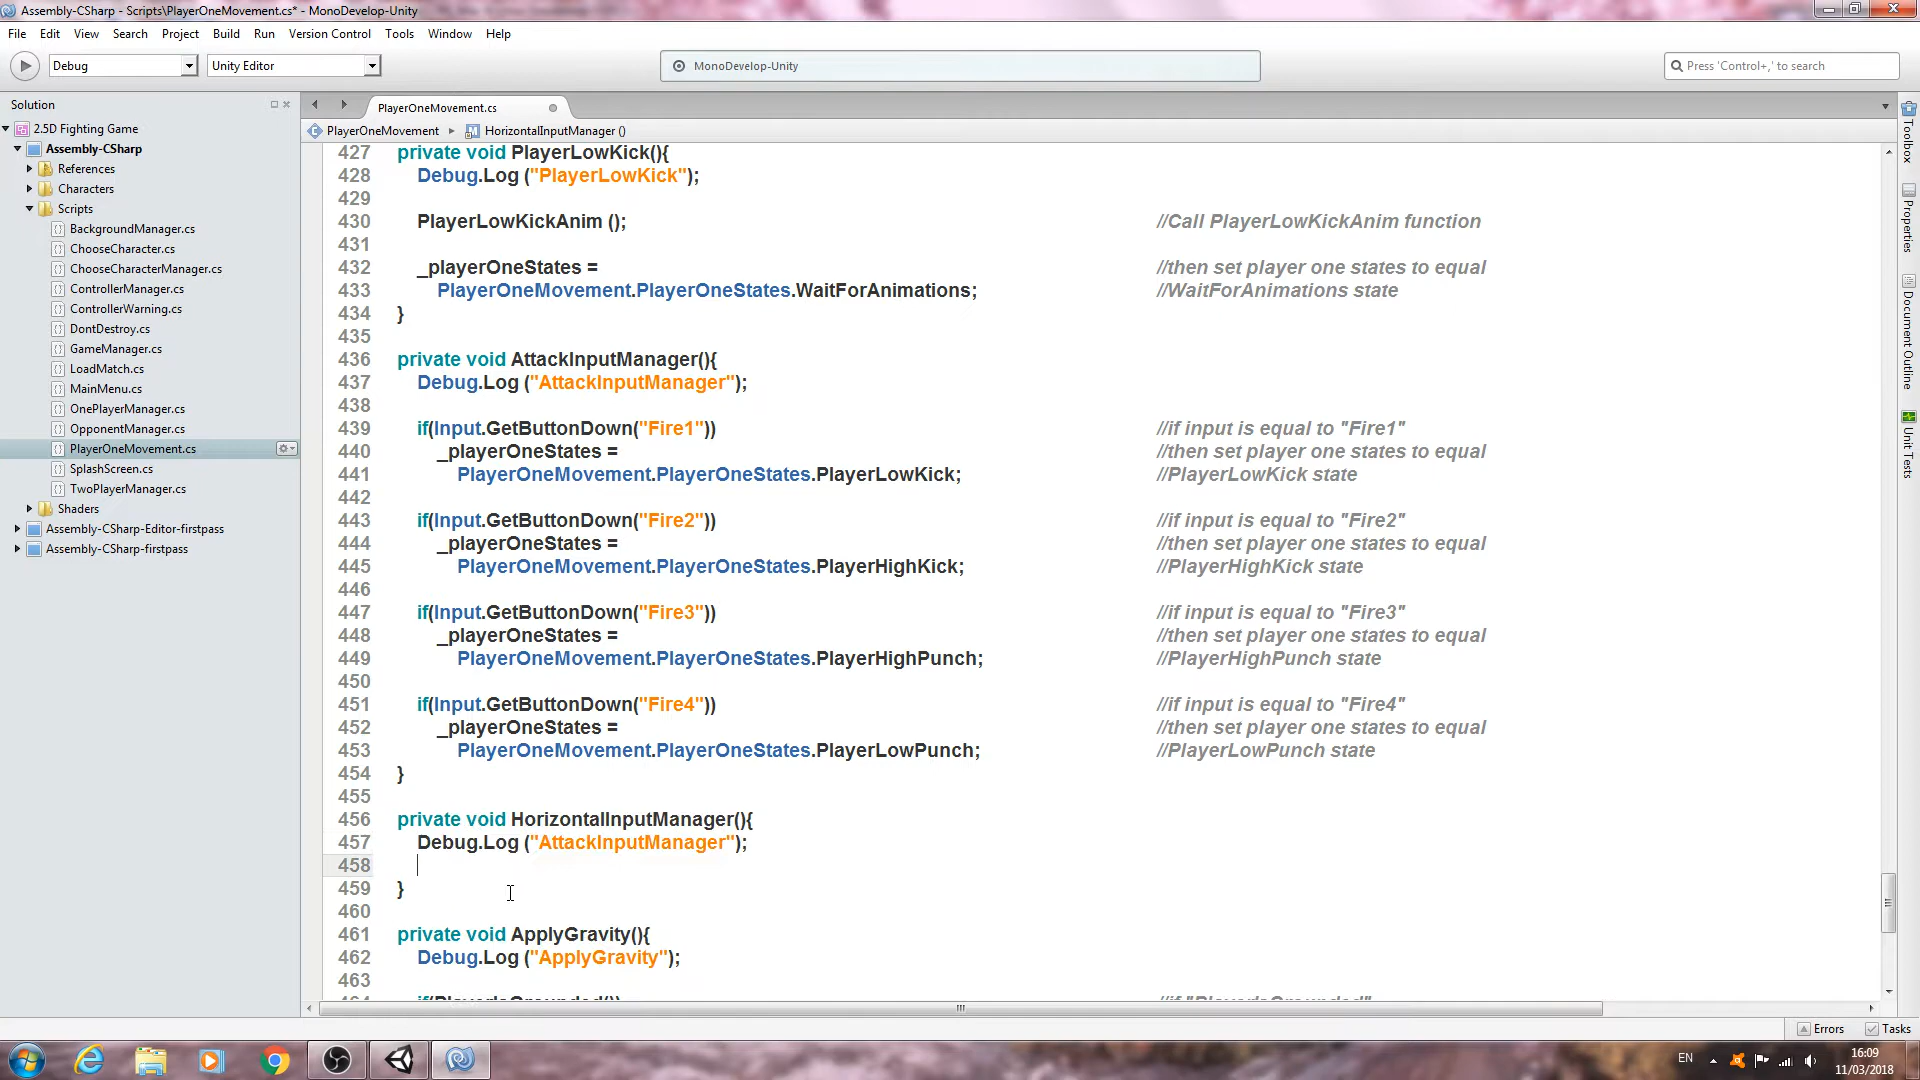 Assembly-CSharp - Scripts\PlayerOneMovement.cs* - MonoDevelop-Unity
File Edit View Search Project Build Run Version Control Tools Window Help
Debug Unity Editor MonoDevelop-Unity Press 'Control+,' to search
Solution
2.5D Fighting Game
Assembly-CSharp
References
Characters
Scripts
BackgroundManager.cs
ChooseCharacter.cs
ChooseCharacterManager.cs
ControllerManager.cs
ControllerWarning.cs
DontDestroy.cs
GameManager.cs
LoadMatch.cs
MainMenu.cs
OnePlayerManager.cs
OpponentManager.cs
PlayerOneMovement.cs
SplashScreen.cs
TwoPlayerManager.cs
Shaders
Assembly-CSharp-Editor-firstpass
Assembly-CSharp-firstpass
PlayerOneMovement.cs
PlayerOneMovement HorizontalInputManager ()
427 private void PlayerLowKick(){
428 Debug.Log ("PlayerLowKick");
429
430 PlayerLowKickAnim (); //Call PlayerLowKickAnim function
431
432 _playerOneStates = //then set player one states to equal
433 PlayerOneMovement.PlayerOneStates.WaitForAnimations; //WaitForAnimations state
434 }
435
436 private void AttackInputManager(){
437 Debug.Log ("AttackInputManager");
438
439 if(Input.GetButtonDown("Fire1")) //if input is equal to "Fire1"
440 _playerOneStates = //then set player one states to equal
441 PlayerOneMovement.PlayerOneStates.PlayerLowKick; //PlayerLowKick state
442
443 if(Input.GetButtonDown("Fire2")) //if input is equal to "Fire2"
444 _playerOneStates = //then set player one states to equal
445 PlayerOneMovement.PlayerOneStates.PlayerHighKick; //PlayerHighKick state
446
447 if(Input.GetButtonDown("Fire3")) //if input is equal to "Fire3"
448 _playerOneStates = //then set player one states to equal
449 PlayerOneMovement.PlayerOneStates.PlayerHighPunch; //PlayerHighPunch state
450
451 if(Input.GetButtonDown("Fire4")) //if input is equal to "Fire4"
452 _playerOneStates = //then set player one states to equal
453 PlayerOneMovement.PlayerOneStates.PlayerLowPunch; //PlayerLowPunch state
454 }
455
456 private void HorizontalInputManager(){
457 Debug.Log ("AttackInputManager");
458
459 }
460
461 private void ApplyGravity(){
462 Debug.Log ("ApplyGravity");
463
464 if(PlayerIsGrounded()) //if "PlayerIsGrounded"
Toolbox
Properties
Document Outline
Unit Tests
Errors Tasks
EN 16:09
11/03/2018